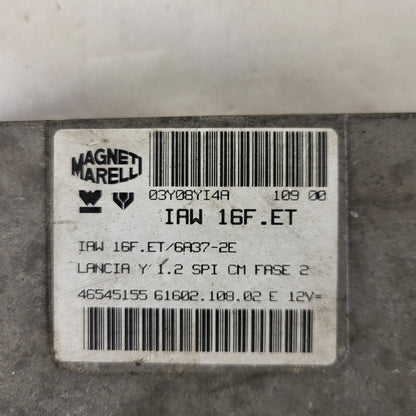 MAGNETI
MARELLI
03Y08YI4A 109 00
IAW 16F.ET
IAW 16F.ET/6A37-2E
LANCIA Y 1.2 SPI CM FASE 2
46545155 61602.108.02 E 12V=